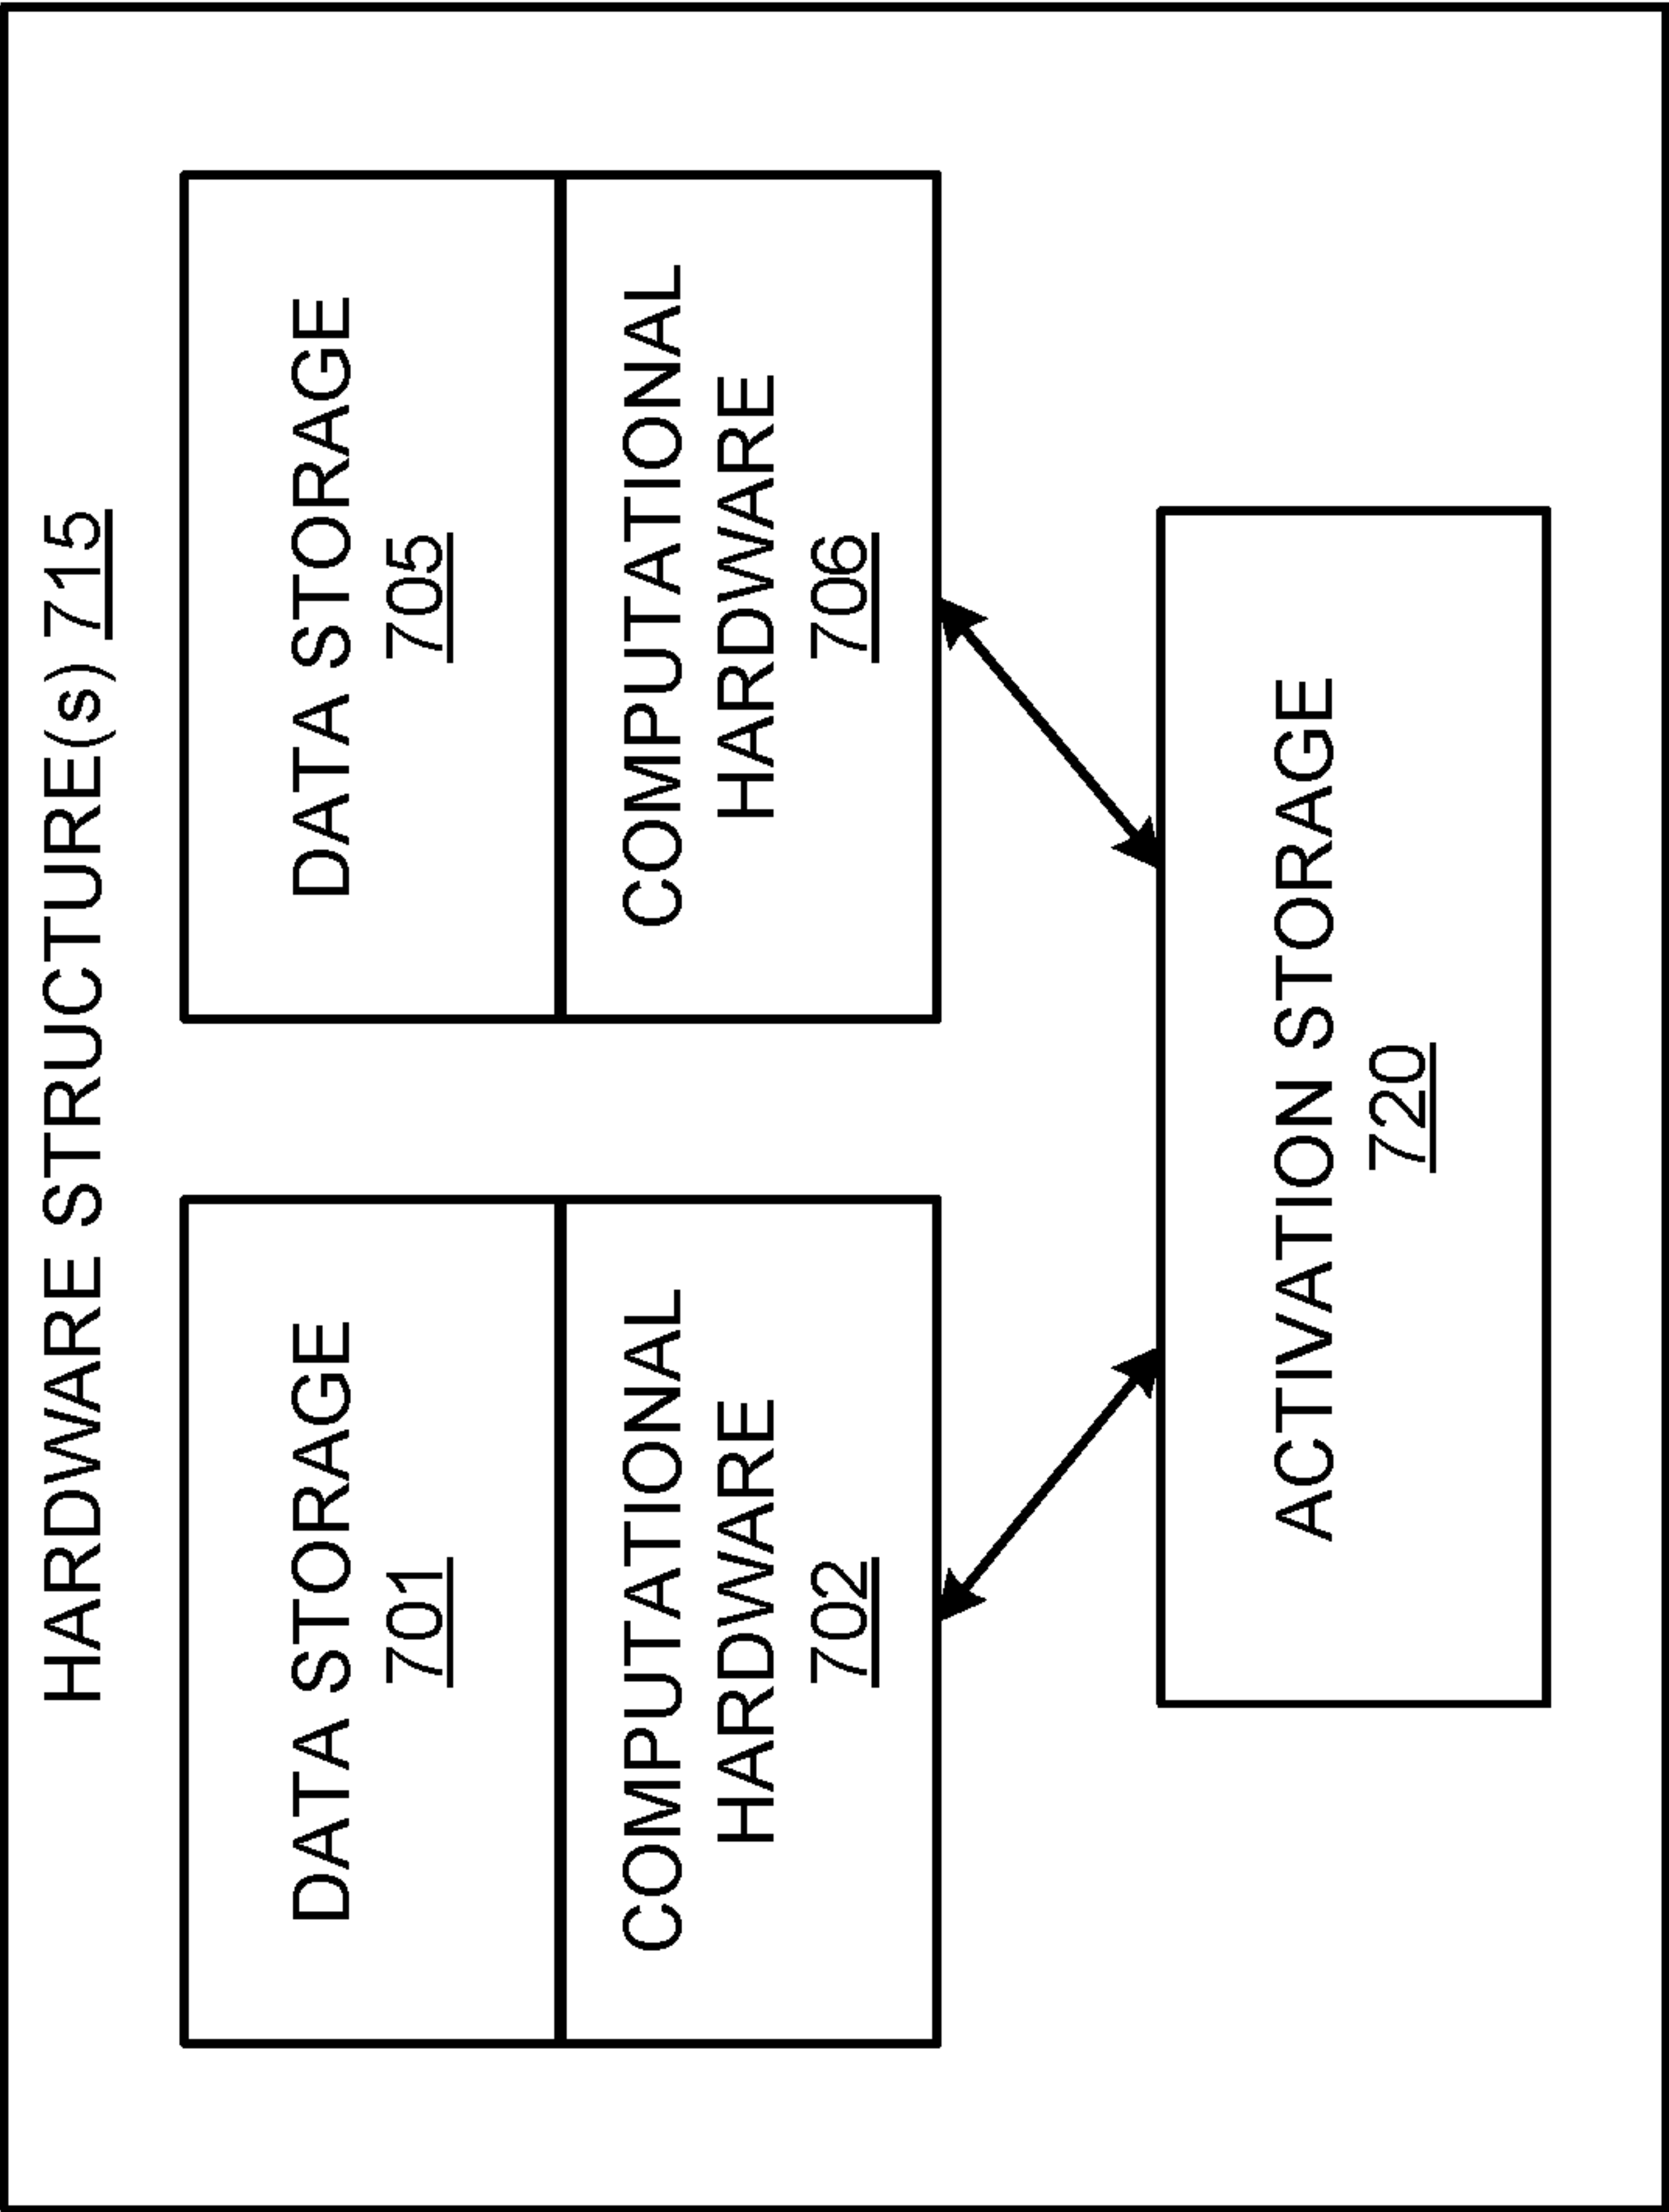 HARDWARE STRUCTURE(s) 715
DATA STORAGE
701
COMPUTATIONAL
HARDWARE
702
DATA STORAGE
705
COMPUTATIONAL
HARDWARE
706
ACTIVATION STORAGE
720